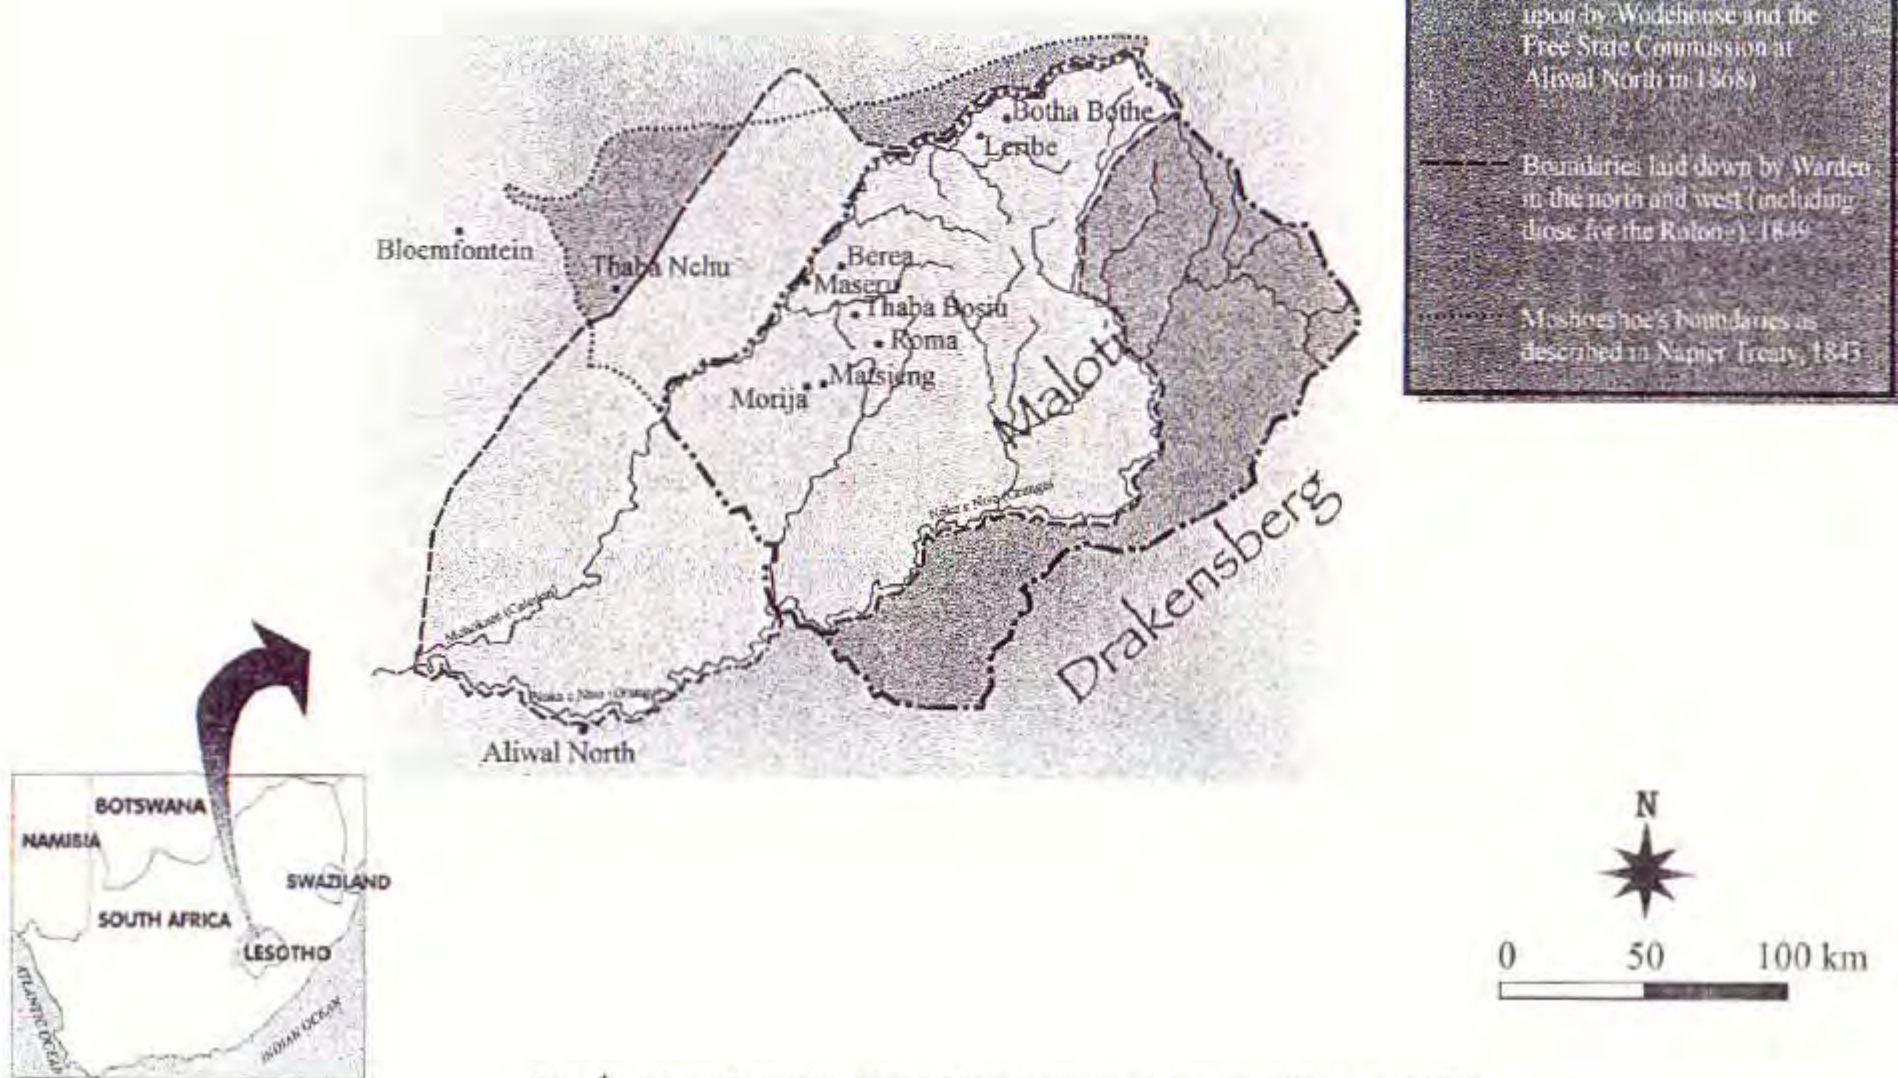 upon by Wodehouse and the
Free State Commission at
Aliwal North in 1868)
Boundaries laid down by Warden
in the north and west (including
those for the Rolong), 1849
Moshoeshoe's boundaries as
described in Napier Treaty, 1843
Botha Bothe
Leribe
Bloemfontein
Thaba Nchu
Berea
Maseru
Thaba Bosiu
Roma
Matsieng
Morija
Maloti
Drakensberg
Aliwal North
BOTSWANA
NAMIBIA
SWAZILAND
SOUTH AFRICA
LESOTHO
ATLANTIC OCEAN
INDIAN OCEAN
N
0 50 100 km